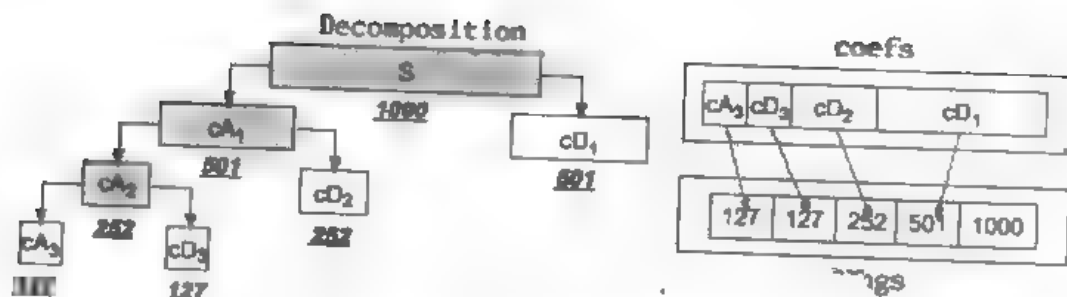 Decomposition
S
1000
cA₁
501
cD₁
501
cA₂
252
cD₂
252
cA₃
cD₃
127
coefs
cA₃ cD₃ cD₂ cD₁
127 127 252 501 1000